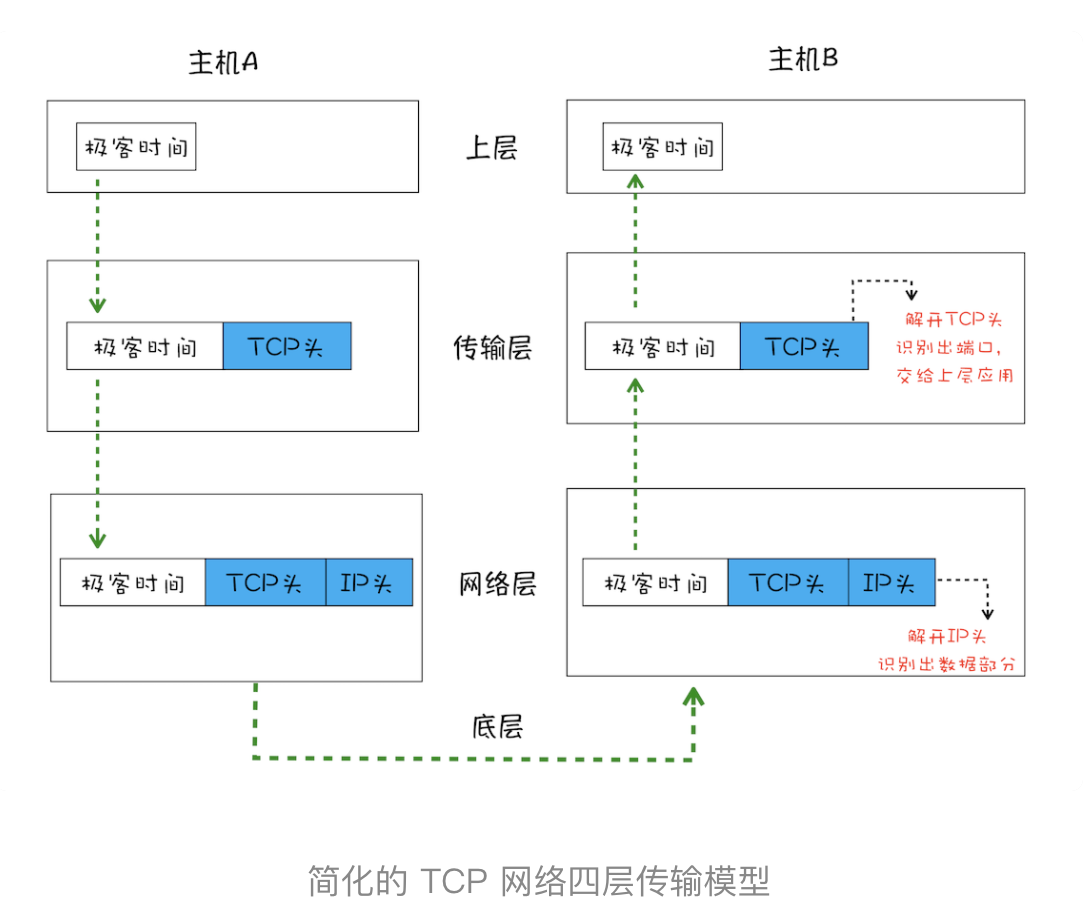 主机A
主机B
极客时间
上层
极客时间
极客时间
TCP头
传输层
极客时间
TCP头
解开TCP头
识别出端口,
交给上层应用
极客时间
TCP头
IP头
网络层
极客时间
TCP头
IP头
解开IP头
识别出数据部分
底层
简化的 TCP 网络四层传输模型